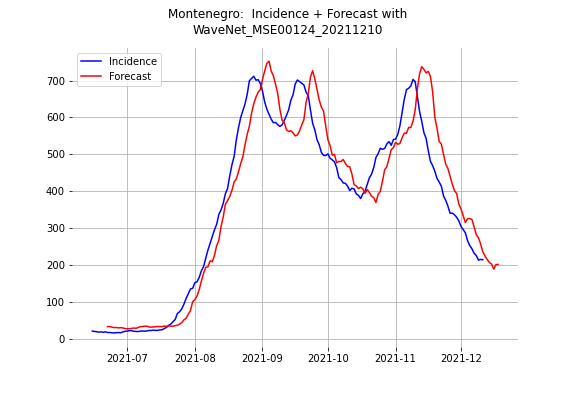 Montenegro:  Incidence + Forecast with
WaveNet_MSE00124_20211210
Incidence
Forecast
700
600
500
400
300
200
100
0
2021-07 2021-08 2021-09 2021-10 2021-11 2021-12